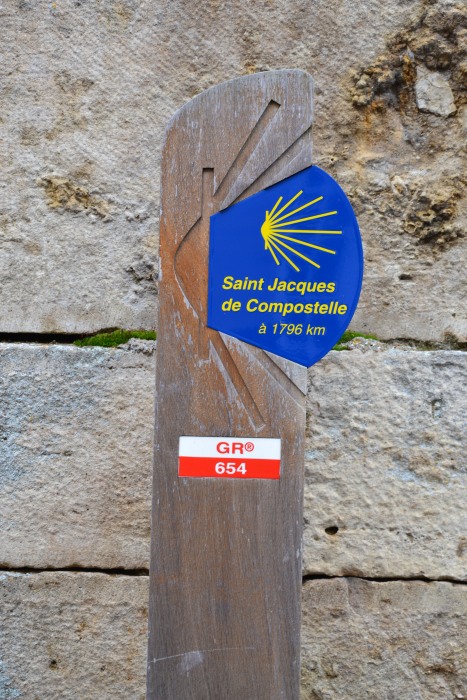 Saint Jacques
de Compostelle
à 1796 km
GR®
654